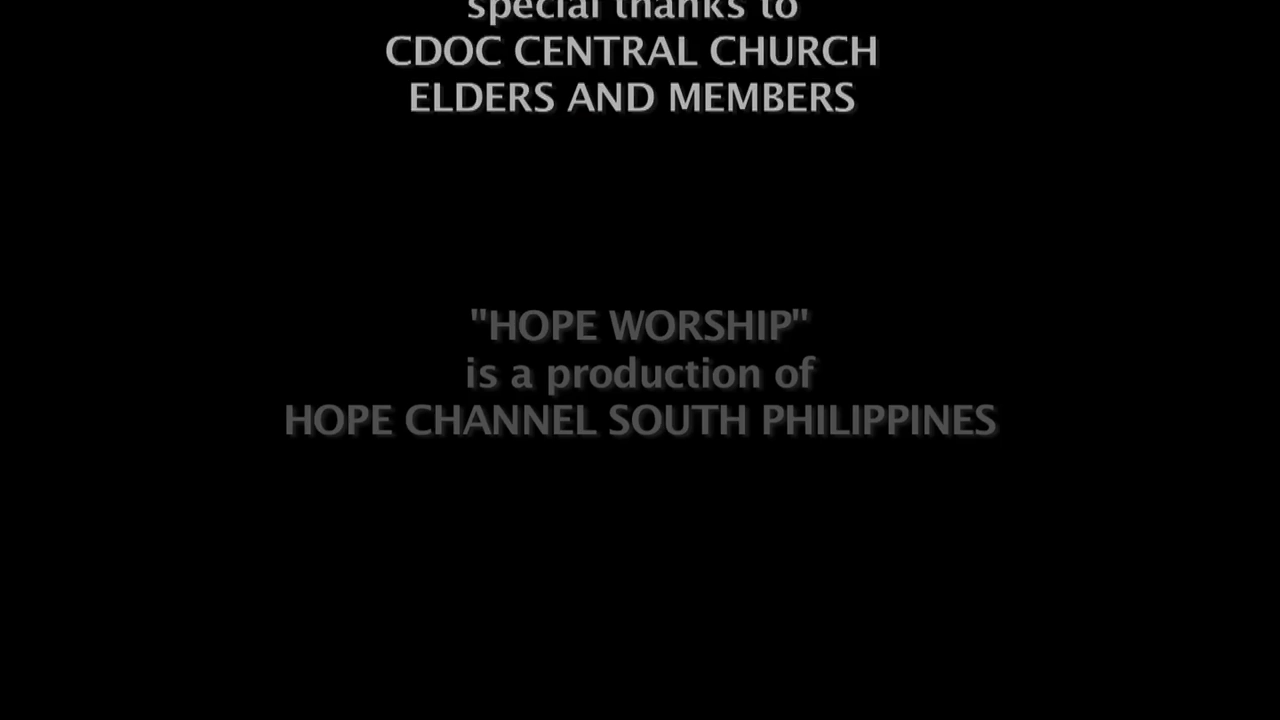 special thanks to
CDOC CENTRAL CHURCH
ELDERS AND MEMBERS
"HOPE WORSHIP"
is a production of
HOPE CHANNEL SOUTH PHILIPPINES